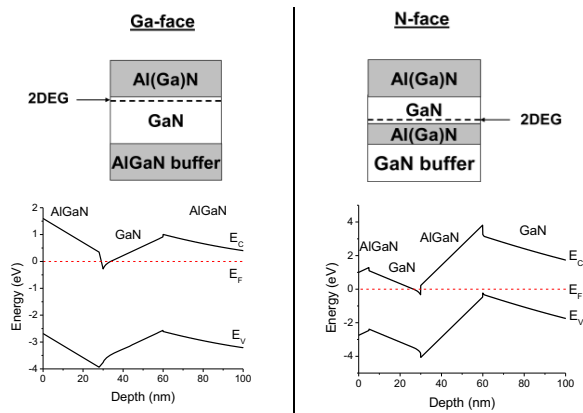 Ga-face
Al(Ga)N
2DEG
GaN
AlGaN buffer
AlGaN
GaN
AlGaN
E_C
E_F
E_V
2
1
0
-1
-2
-3
-4
Energy (eV)
0 20 40 60 80 100
Depth (nm)
N-face
Al(Ga)N
GaN
2DEG
Al(Ga)N
GaN buffer
AlGaN
GaN
AlGaN
GaN
E_C
E_F
E_V
4
2
0
-2
-4
Energy (eV)
0 20 40 60 80 100
Depth (nm)